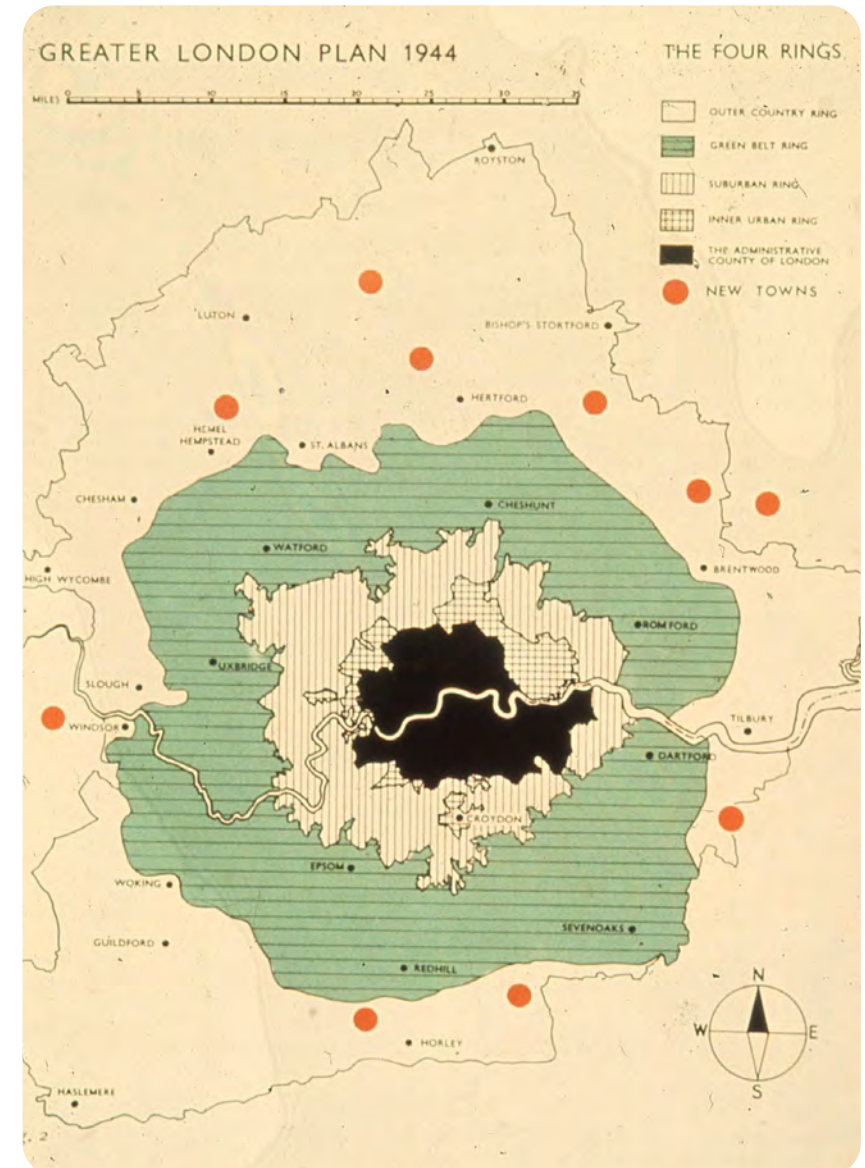 GREATER LONDON PLAN 1944
MILES 0 5 10 15 20 25 30 35
THE FOUR RINGS
OUTER COUNTRY RING
GREEN BELT RING
SUBURBAN RING
INNER URBAN RING
THE ADMINISTRATIVE
COUNTY OF LONDON
NEW TOWNS
ROYSTON
LUTON
BISHOP'S STORTFORD
HERTFORD
HEMEL
HEMPSTEAD
ST. ALBANS
CHESHAM
CHESHUNT
WATFORD
HIGH WYCOMBE
BRENTWOOD
ROMFORD
UXBRIDGE
SLOUGH
WINDSOR
TILBURY
DARTFORD
CROYDON
EPSOM
WOKING
SEVENOAKS
GUILDFORD
REDHILL
HORLEY
HASLEMERE
N
W E
S
2